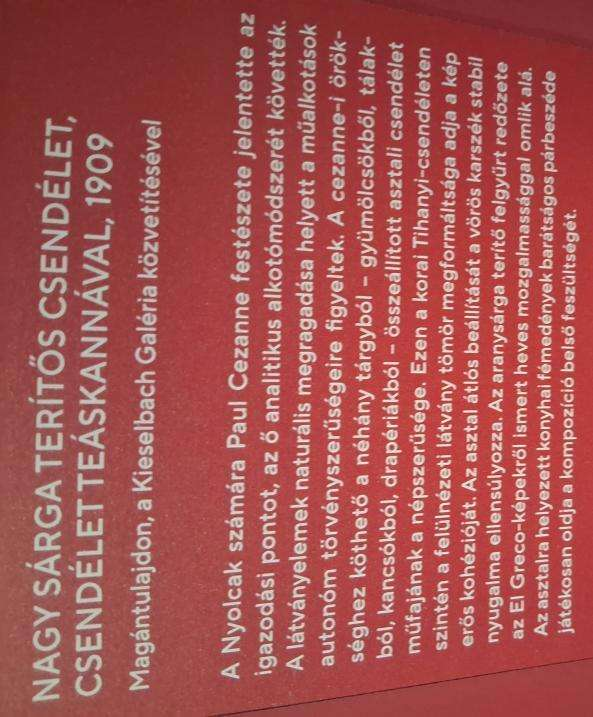 NAGY SÁRGA TERÍTŐS CSENDÉLET,
CSENDÉLET TEÁSKANNÁVAL, 1909
Magántulajdon, a Kieselbach Galéria közvetítésével
A Nyolcak számára Paul Cezanne festészete jelentette az
igazodási pontot, az ő analitikus alkotómódszerét követték.
A látványelemek naturális megragadása helyett a műalkotások
autonóm törvényszerűségeire figyeltek. A cezanne-i örök-
séghez köthető a néhány tárgyból – gyümölcsökből, tálak-
ból, kancsókból, drapériákból – összeállított asztali csendélet
műfajának a népszerűsége. Ezen a korai Tihanyi-csendéleten
szintén a felülnézeti látvány tömör megformáltsága adja a kép
erős kohézióját. Az asztal átlós beállítását a vörös karszék stabil
nyugalma ellensúlyozza. Az aranysárga terítő felgyűrt redőzete
az El Greco-képekről ismert heves mozgalmassággal omlik alá.
Az asztalra helyezett konyhai fémedények barátságos párbeszéde
játékosan oldja a kompozíció belső feszültségét.